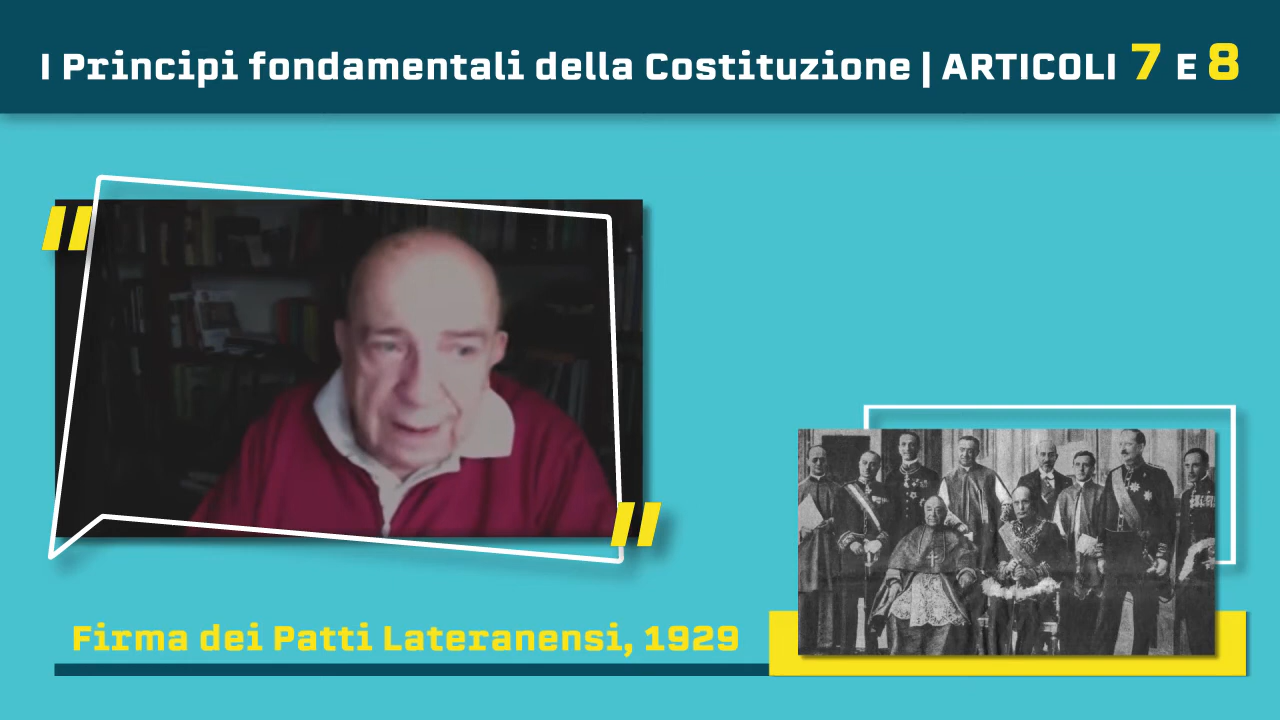 I Principi fondamentali della Costituzione | ARTICOLI 7 E 8
Firma dei Patti Lateranensi, 1929